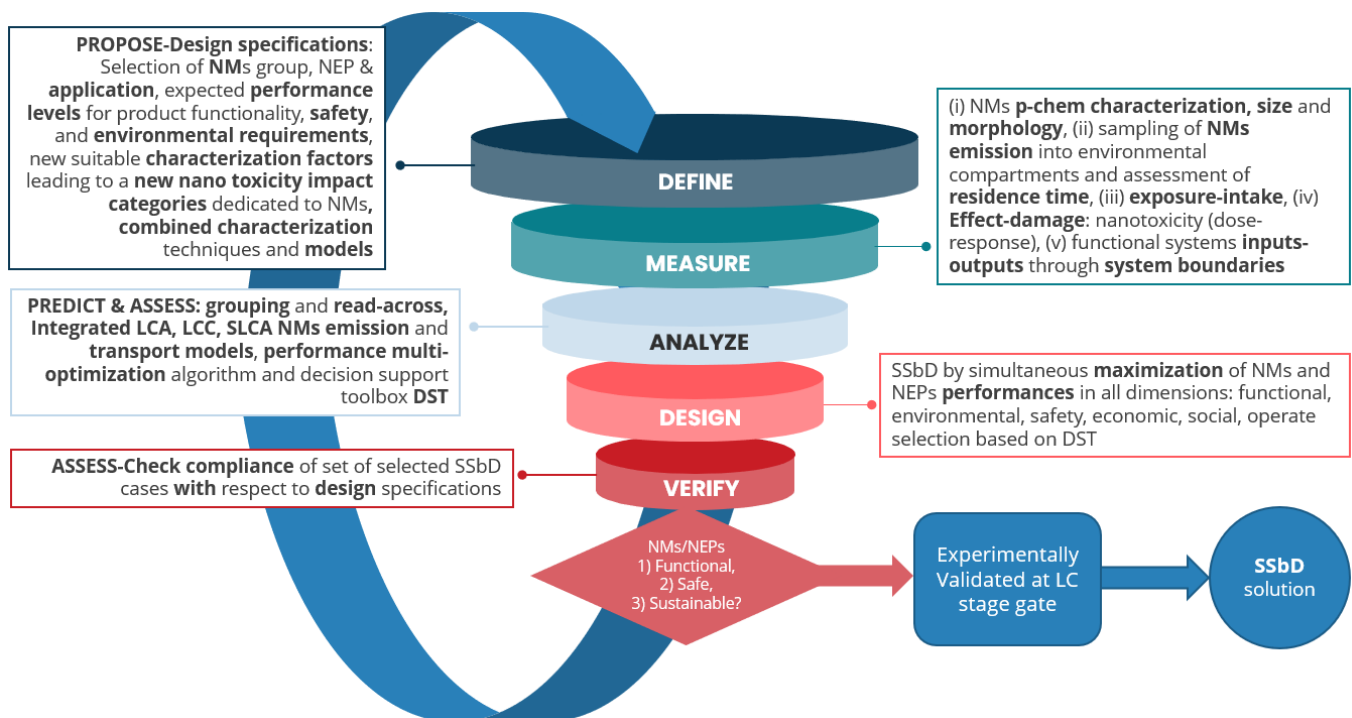 PROPOSE-Design specifications:
Selection of NMs group, NEP &
application, expected performance
levels for product functionality, safety,
and environmental requirements,
new suitable characterization factors
leading to a new nano toxicity impact
categories dedicated to NMs,
combined characterization
techniques and models
DEFINE
(i) NMs p-chem characterization, size and
morphology, (ii) sampling of NMs
emission into environmental
compartments and assessment of
residence time, (iii) exposure-intake, (iv)
Effect-damage: nanotoxicity (dose-
response), (v) functional systems inputs-
outputs through system boundaries
MEASURE
PREDICT & ASSESS: grouping and read-across,
Integrated LCA, LCC, SLCA NMs emission and
transport models, performance multi-
optimization algorithm and decision support
toolbox DST
ANALYZE
SSbD by simultaneous maximization of NMs and
NEPs performances in all dimensions: functional,
environmental, safety, economic, social, operate
selection based on DST
DESIGN
ASSESS-Check compliance of set of selected SSbD
cases with respect to design specifications
VERIFY
NMs/NEPs
1) Functional,
2) Safe,
3) Sustainable?
Experimentally
Validated at LC
stage gate
SSbD
solution